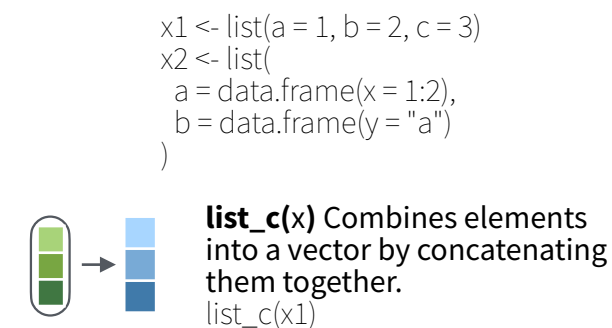 x1 <- list(a = 1, b = 2, c = 3)
x2 <- list(
a = data.frame(x = 1:2),
b = data.frame(y = "a")
)
list_c(x) Combines elements
into a vector by concatenating
them together.
list_c(x1)